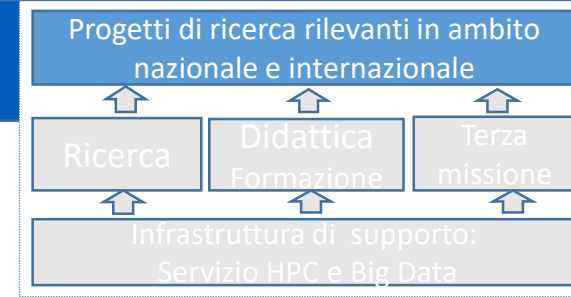 Progetti di ricerca rilevanti in ambito
nazionale e internazionale
Ricerca
Didattica
Formazione
Terza
missione
Infrastruttura di supporto:
Servizio HPC e Big Data